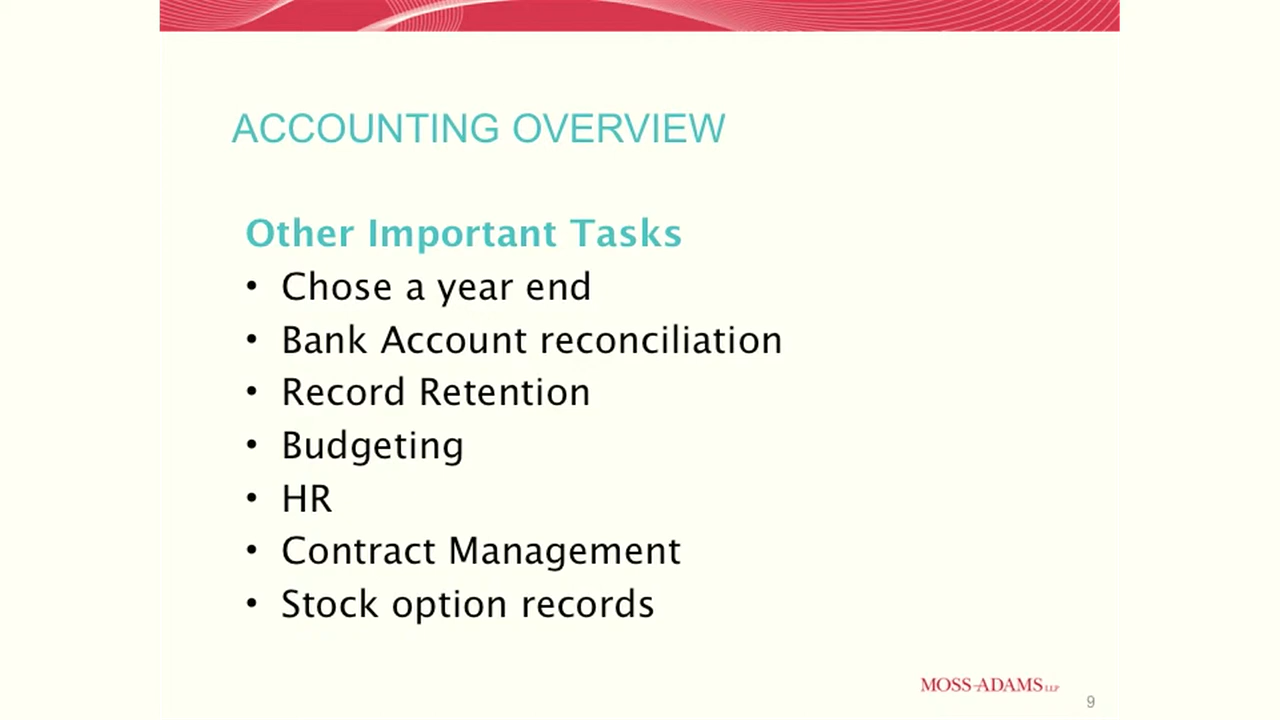 ACCOUNTING OVERVIEW
Other Important Tasks
• Chose a year end
• Bank Account reconciliation
• Record Retention
• Budgeting
• HR
• Contract Management
• Stock option records
MOSS-ADAMS LLP
9